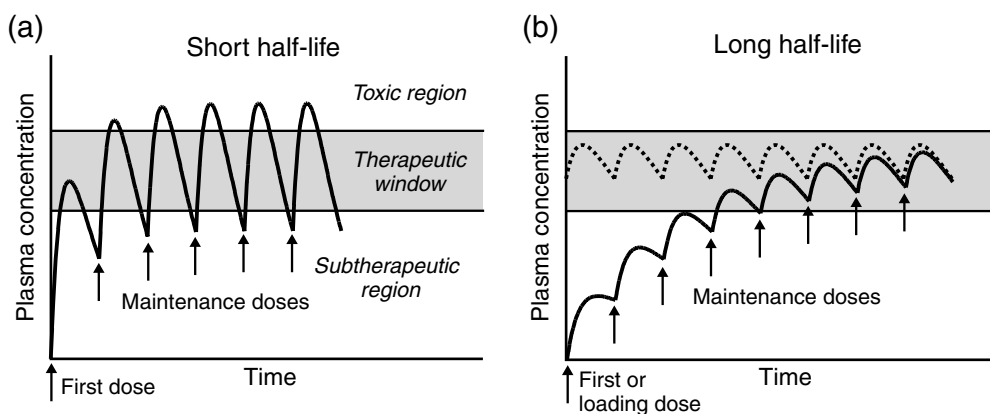 (a)
Short half-life
Plasma concentration
Toxic region
Therapeutic
window
Subtherapeutic
region
Maintenance doses
First dose
Time
(b)
Long half-life
Plasma concentration
Maintenance doses
First or
loading dose
Time